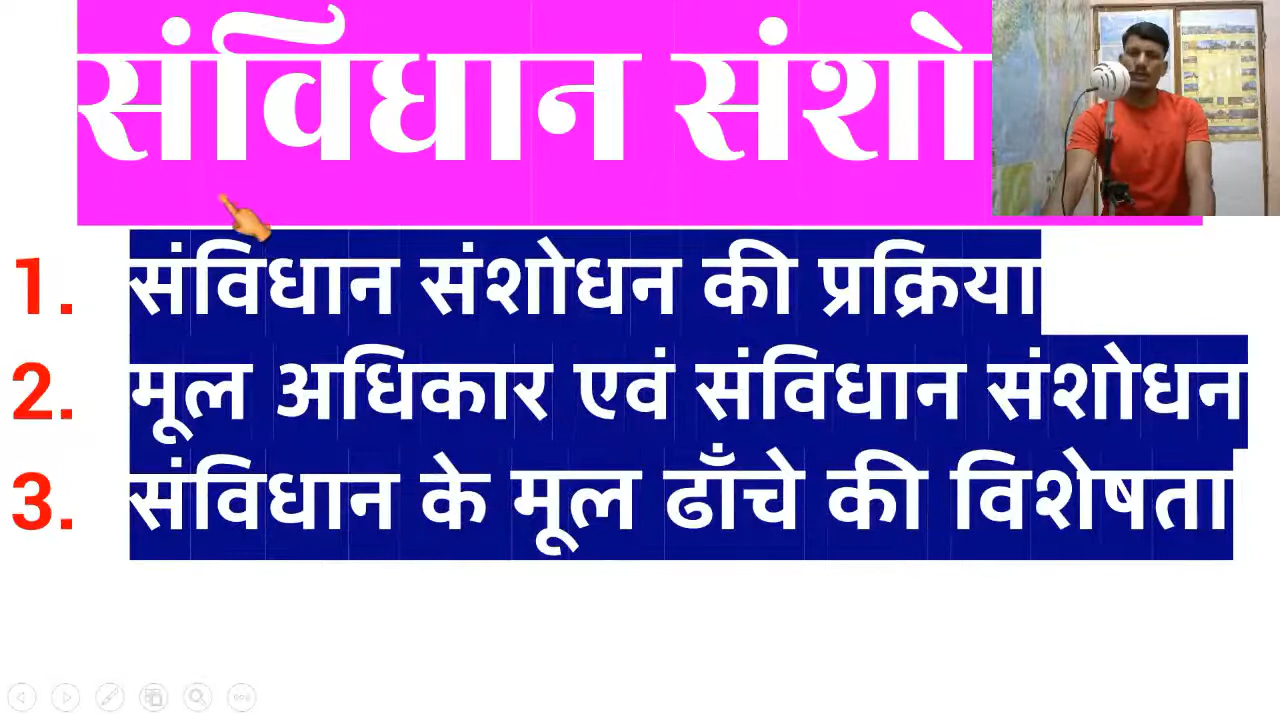 संविधान संशो
1. संविधान संशोधन की प्रक्रिया
2. मूल अधिकार एवं संविधान संशोधन
3. संविधान के मूल ढाँचे की विशेषता